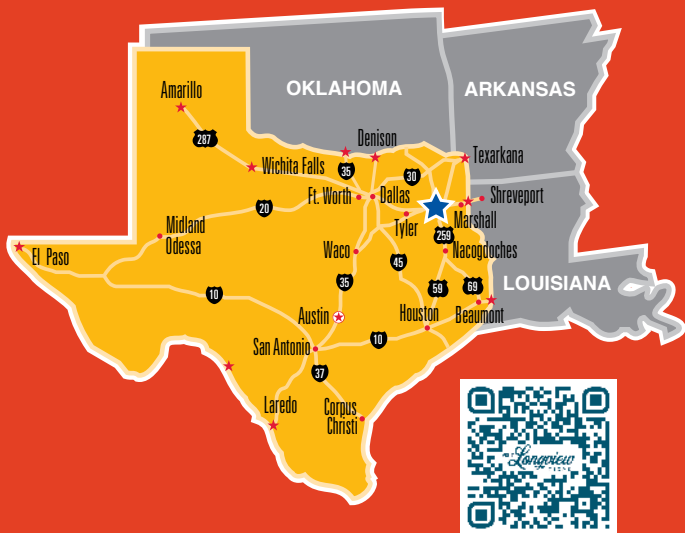 OKLAHOMA
ARKANSAS
Amarillo
287
Denison
Texarkana
Wichita Falls
35
30
Ft. Worth
Dallas
Shreveport
20
Marshall
Tyler
Midland
Odessa
259
El Paso
Waco
Nacogdoches
45
LOUISIANA
35
59
69
10
Austin
Houston
Beaumont
San Antonio
10
37
Laredo
Corpus
Christi
Longview